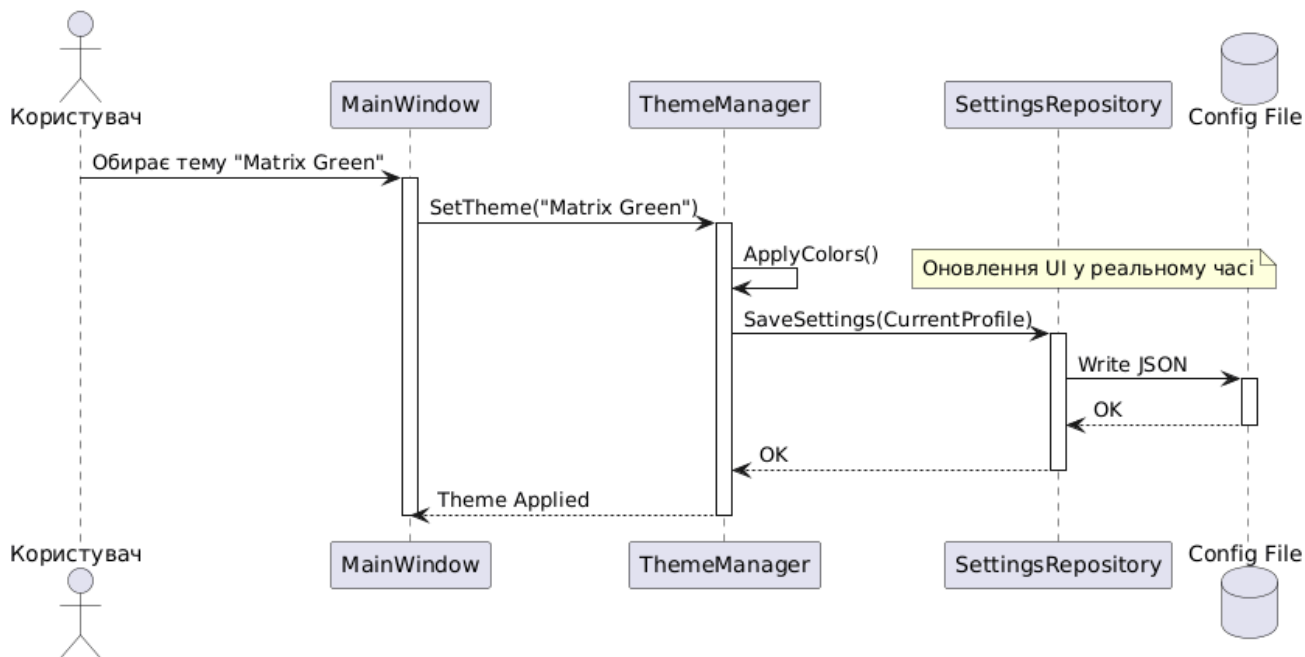 Користувач
MainWindow
ThemeManager
SettingsRepository
Config File
Обирає тему "Matrix Green"
SetTheme("Matrix Green")
ApplyColors()
Оновлення UI у реальному часі
SaveSettings(CurrentProfile)
Write JSON
OK
OK
Theme Applied
Користувач
MainWindow
ThemeManager
SettingsRepository
Config File